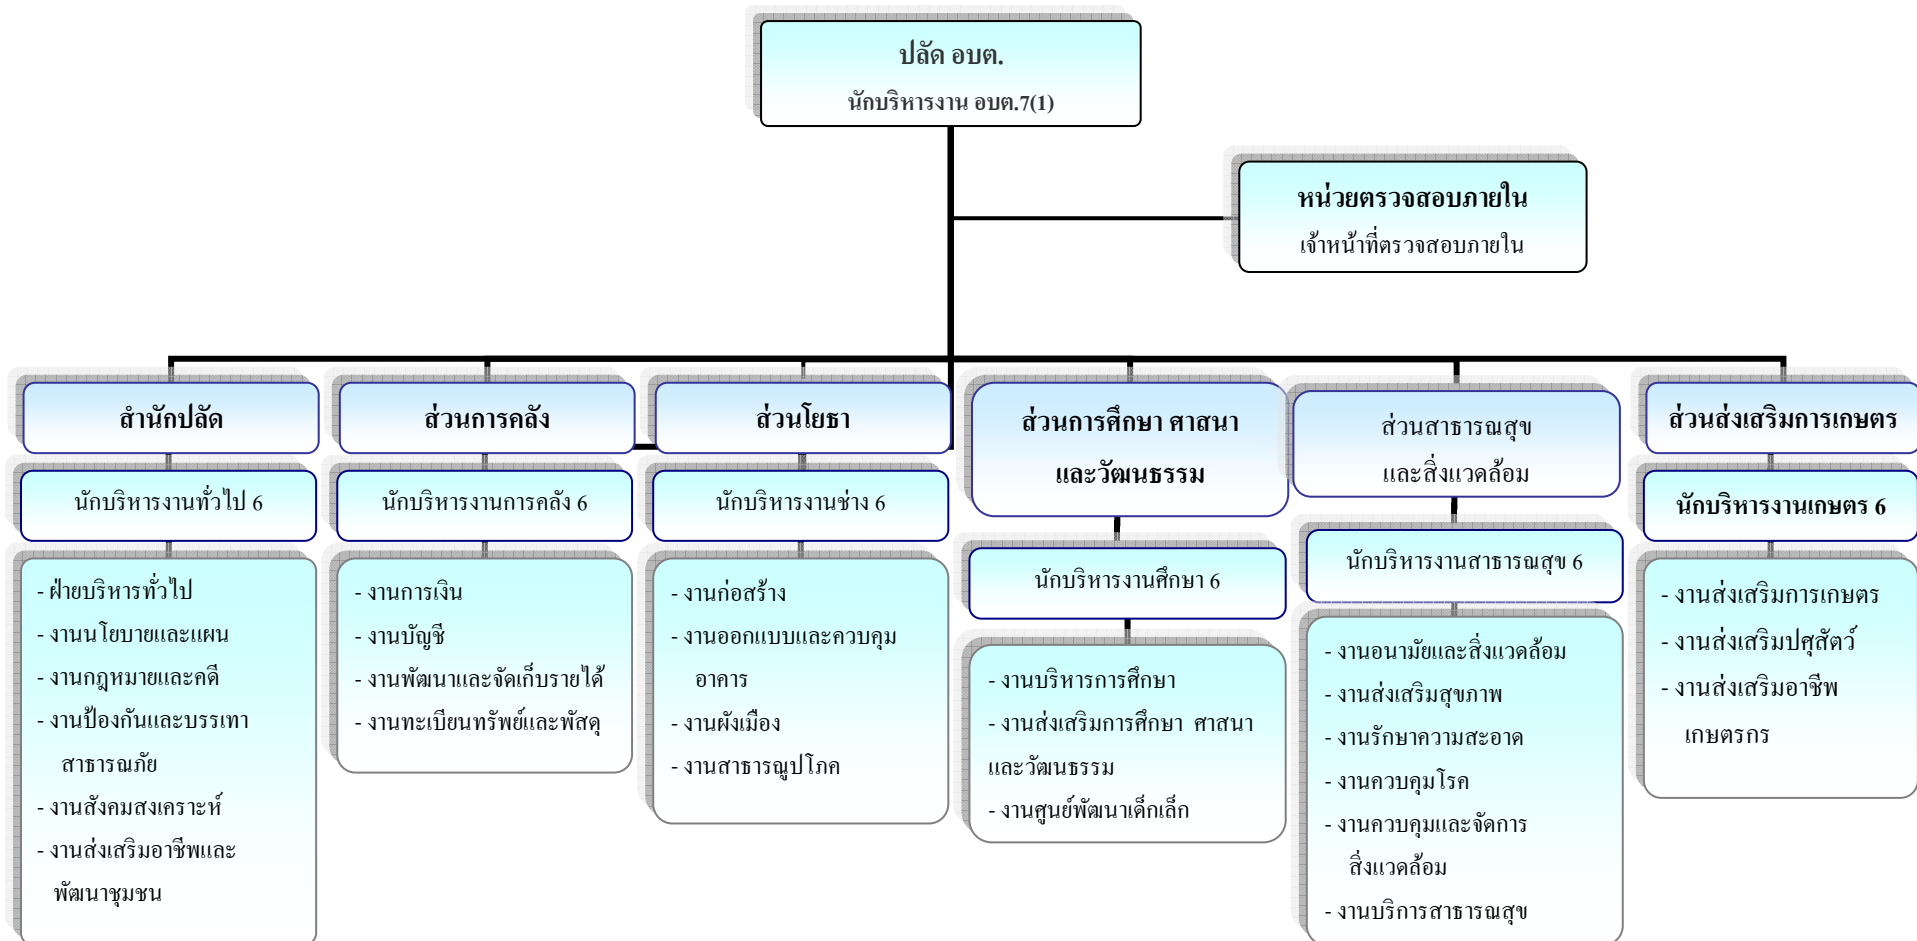 ปลัด อบต.
นักบริหารงาน อบต.7(1)
หน่วยตรวจสอบภายใน
เจ้าหน้าที่ตรวจสอบภายใน
สำนักปลัด
นักบริหารงานทั่วไป 6
- ฝ่ายบริหารทั่วไป
- งานนโยบายและแผน
- งานกฎหมายและคดี
- งานป้องกันและบรรเทา
สาธารณภัย
- งานสังคมสงเคราะห์
- งานส่งเสริมอาชีพและ
พัฒนาชุมชน
ส่วนการคลัง
นักบริหารงานการคลัง 6
- งานการเงิน
- งานบัญชี
- งานพัฒนาและจัดเก็บรายได้
- งานทะเบียนทรัพย์และพัสดุ
ส่วนโยธา
นักบริหารงานช่าง 6
- งานก่อสร้าง
- งานออกแบบและควบคุม
อาคาร
- งานผังเมือง
- งานสาธารณูปโภค
ส่วนการศึกษา ศาสนา
และวัฒนธรรม
นักบริหารงานศึกษา 6
- งานบริหารการศึกษา
- งานส่งเสริมการศึกษา ศาสนา
และวัฒนธรรม
- งานศูนย์พัฒนาเด็กเล็ก
ส่วนสาธารณสุข
และสิ่งแวดล้อม
นักบริหารงานสาธารณสุข 6
- งานอนามัยและสิ่งแวดล้อม
- งานส่งเสริมสุขภาพ
- งานรักษาความสะอาด
- งานควบคุมโรค
- งานควบคุมและจัดการ
สิ่งแวดล้อม
- งานบริการสาธารณสุข
ส่วนส่งเสริมการเกษตร
นักบริหารงานเกษตร 6
- งานส่งเสริมการเกษตร
- งานส่งเสริมปศุสัตว์
- งานส่งเสริมอาชีพ
เกษตรกร